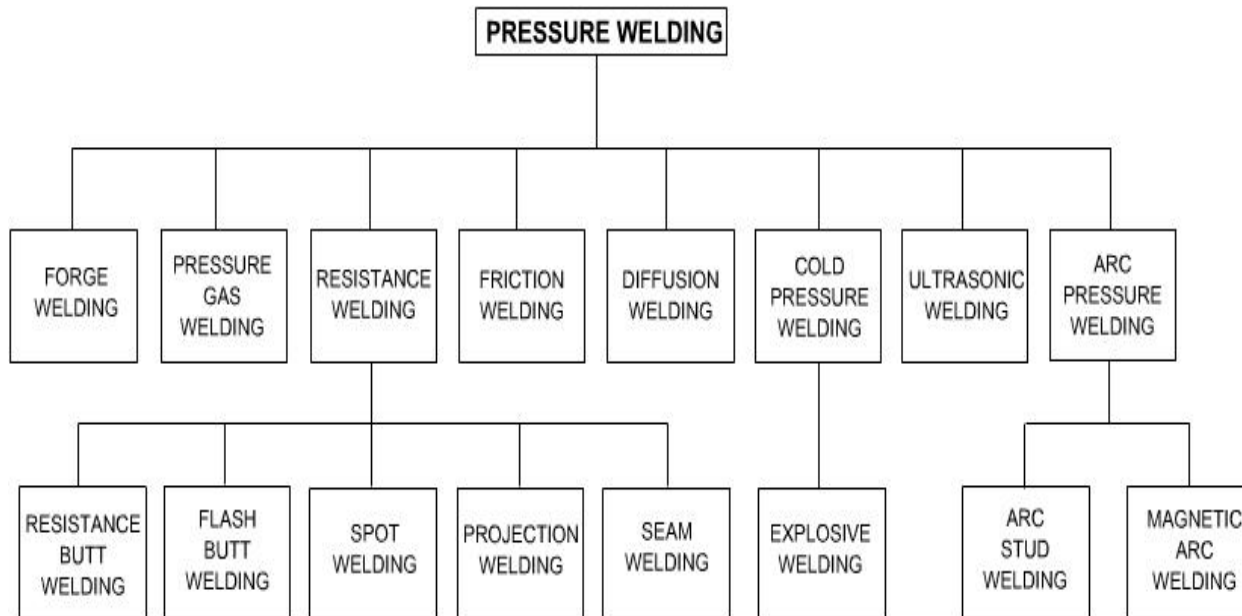 PRESSURE WELDING
FORGE
WELDING
PRESSURE
GAS
WELDING
RESISTANCE
WELDING
FRICTION
WELDING
DIFFUSION
WELDING
COLD
PRESSURE
WELDING
ULTRASONIC
WELDING
ARC
PRESSURE
WELDING
RESISTANCE
BUTT
WELDING
FLASH
BUTT
WELDING
SPOT
WELDING
PROJECTION
WELDING
SEAM
WELDING
EXPLOSIVE
WELDING
ARC
STUD
WELDING
MAGNETIC
ARC
WELDING